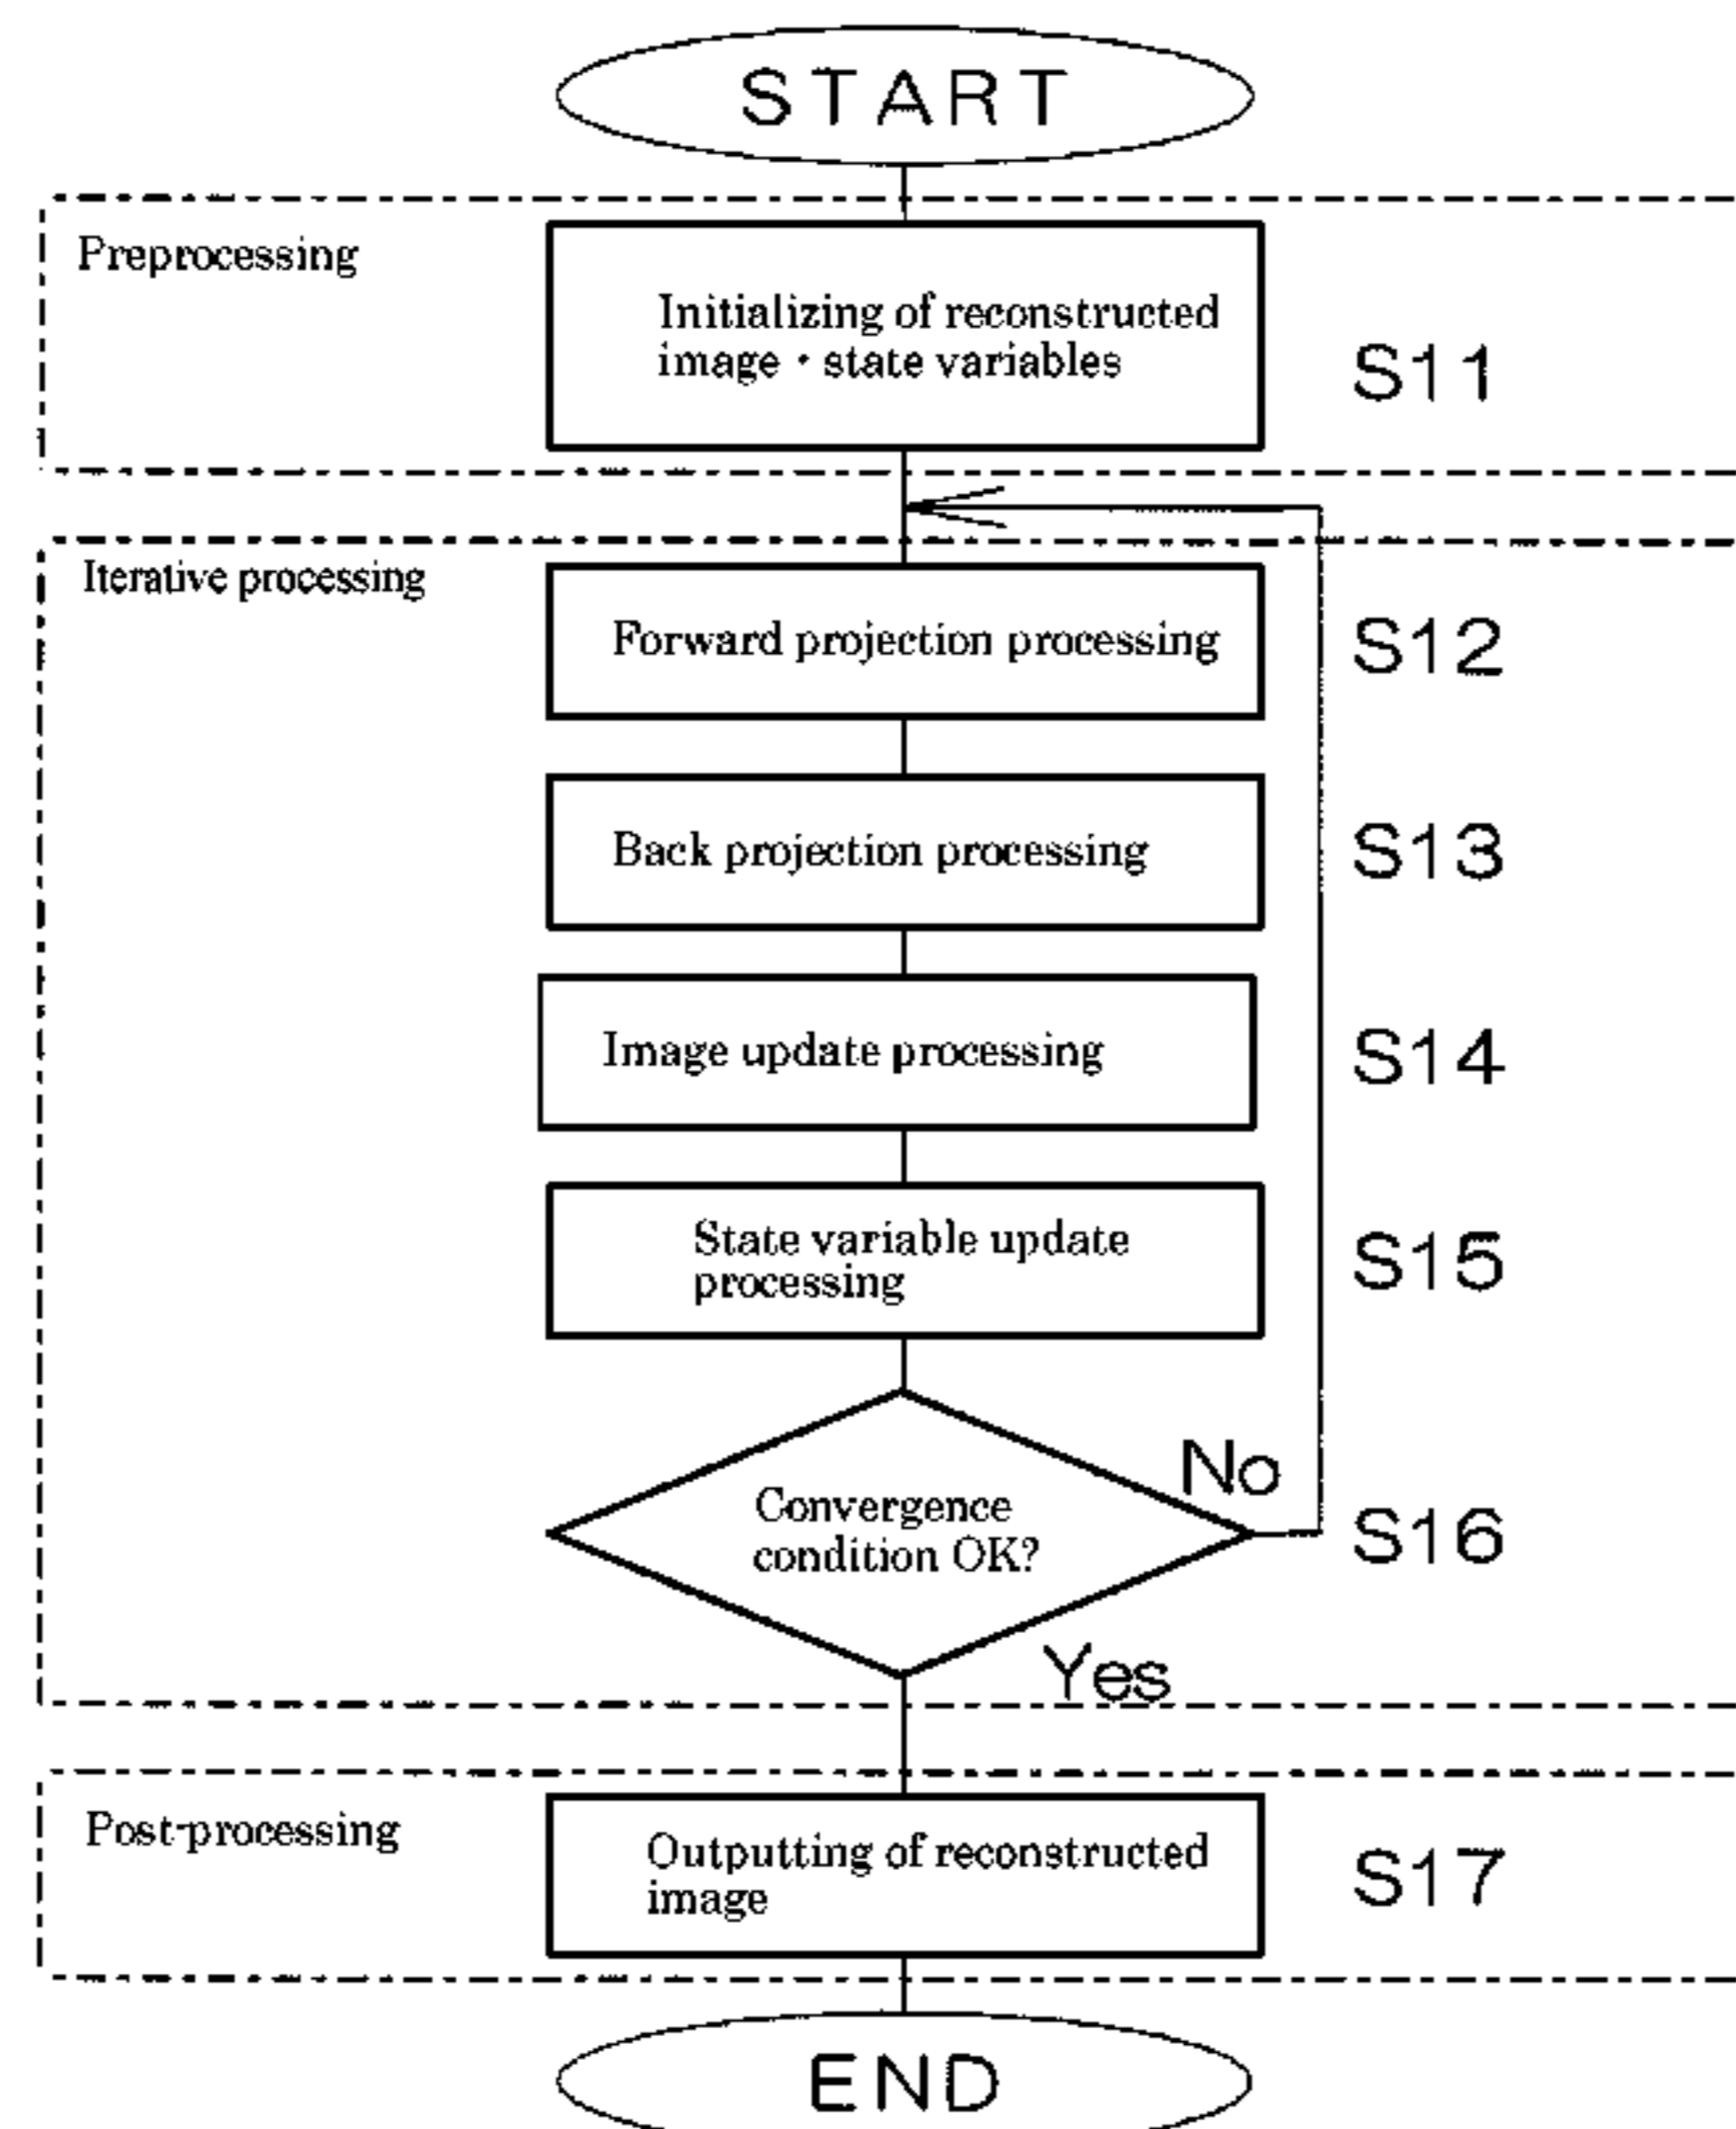 START
Preprocessing
Initializing of reconstructed
image・state variables
S11
Iterative processing
Forward projection processing
S12
Back projection processing
S13
Image update processing
S14
State variable update
processing
S15
Convergence
condition OK?
No
S16
Yes
Post-processing
Outputting of reconstructed
image
S17
END